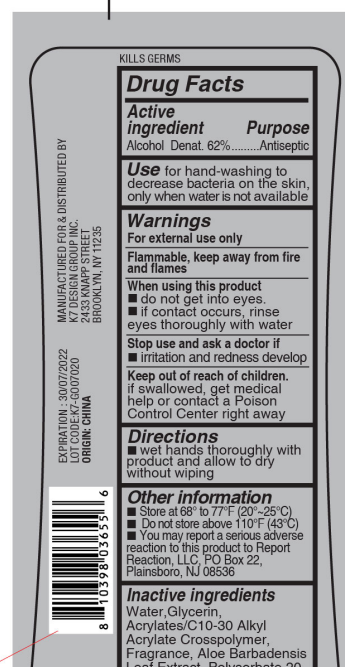 KILLS GERMS
Drug Facts
Active
ingredient Purpose
Alcohol Denat. 62%.........Antiseptic
Use for hand-washing to
decrease bacteria on the skin,
only when water is not available
Warnings
For external use only
Flammable, keep away from fire
and flames
When using this product
■ do not get into eyes.
■ if contact occurs, rinse
eyes thoroughly with water
Stop use and ask a doctor if
■ irritation and redness develop
Keep out of reach of children.
if swallowed, get medical
help or contact a Poison
Control Center right away
Directions
■ wet hands thoroughly with
product and allow to dry
without wiping
Other information
■ Store at 68° to 77°F (20°~25°C)
■ Do not store above 110°F (43°C)
■ You may report a serious adverse
reaction to this product to Report
Reaction, LLC, PO Box 22,
Plainsboro, NJ 08536
Inactive ingredients
Water,Glycerin,
Acrylates/C10-30 Alkyl
Acrylate Crosspolymer,
Fragrance, Aloe Barbadensis
Leaf Extract, Polysorbate 20
MANUFACTURED FOR & DISTRIBUTED BY
K7 DESIGN GROUP INC.
2433 KNAPP STREET
BROOKLYN, NY 11235
EXPIRATION : 30/07/2022
LOT CODE:K7-G007020
ORIGIN: CHINA
8 10398 03655 6